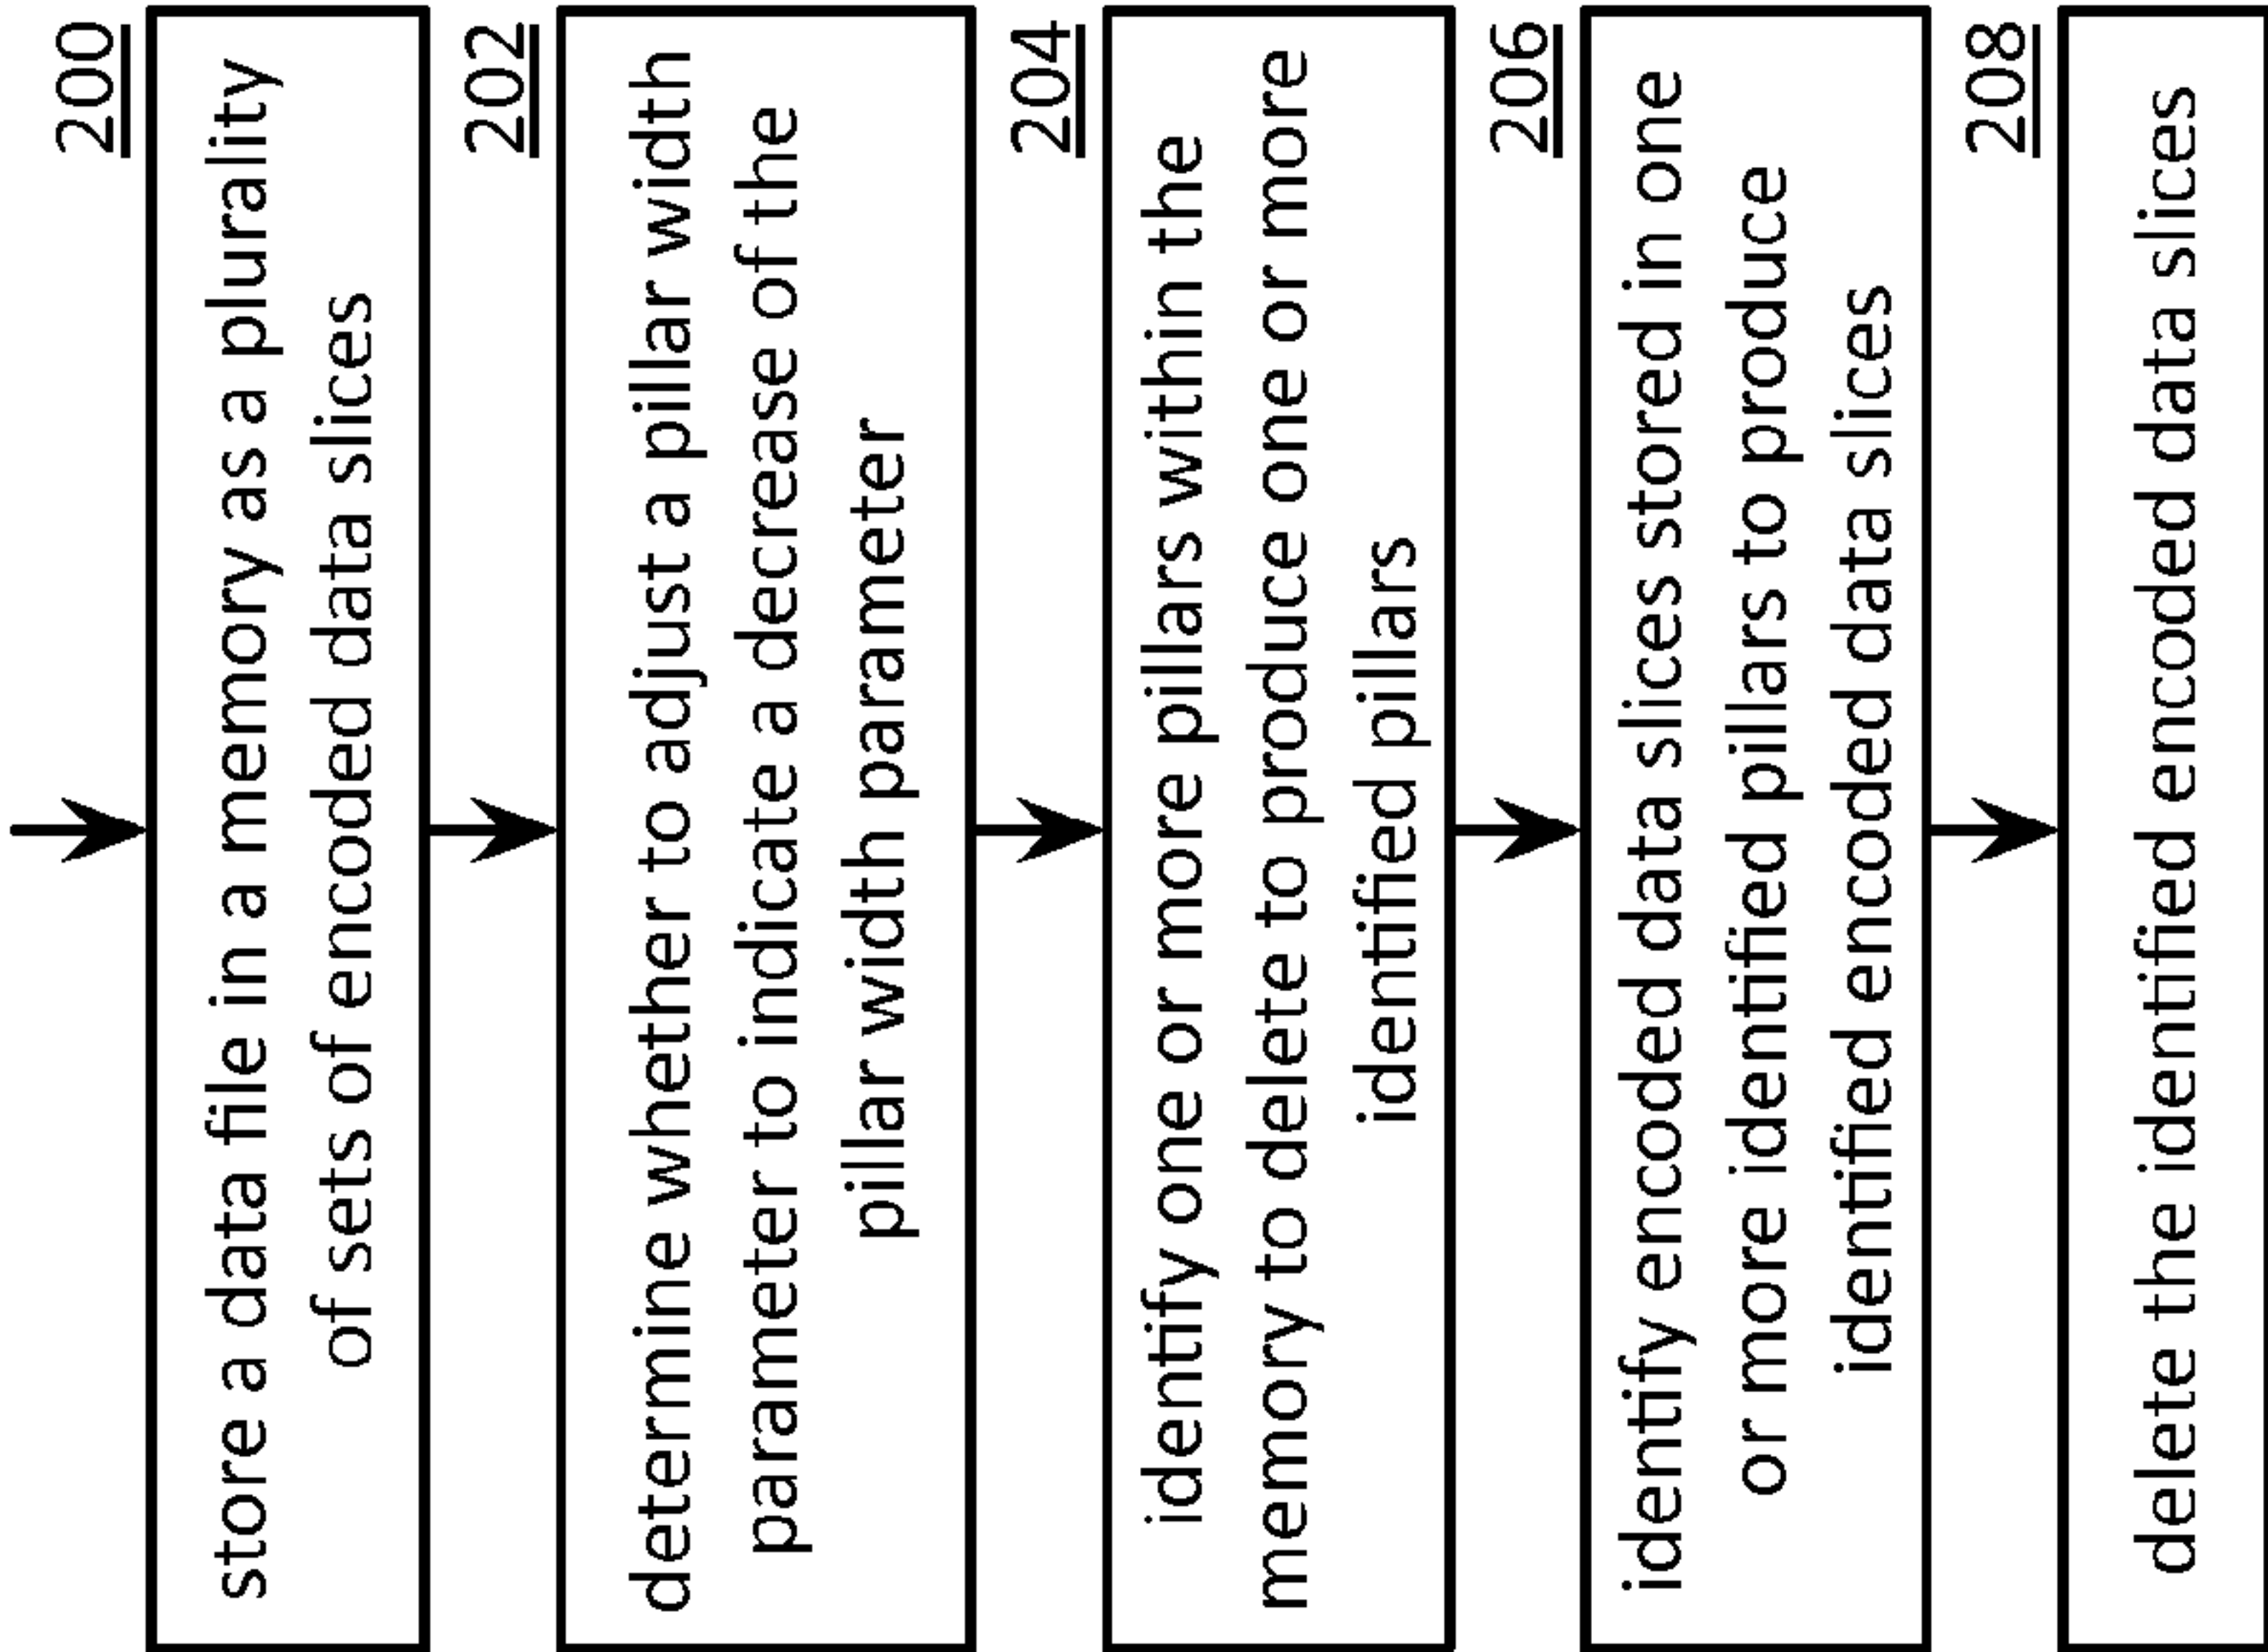 200
store a data file in a memory as a plurality
of sets of encoded data slices
202
determine whether to adjust a pillar width
parameter to indicate a decrease of the
pillar width parameter
204
identify one or more pillars within the
memory to delete to produce one or more
identified pillars
206
identify encoded data slices stored in one
or more identified pillars to produce
identified encoded data slices
208
delete the identified encoded data slices